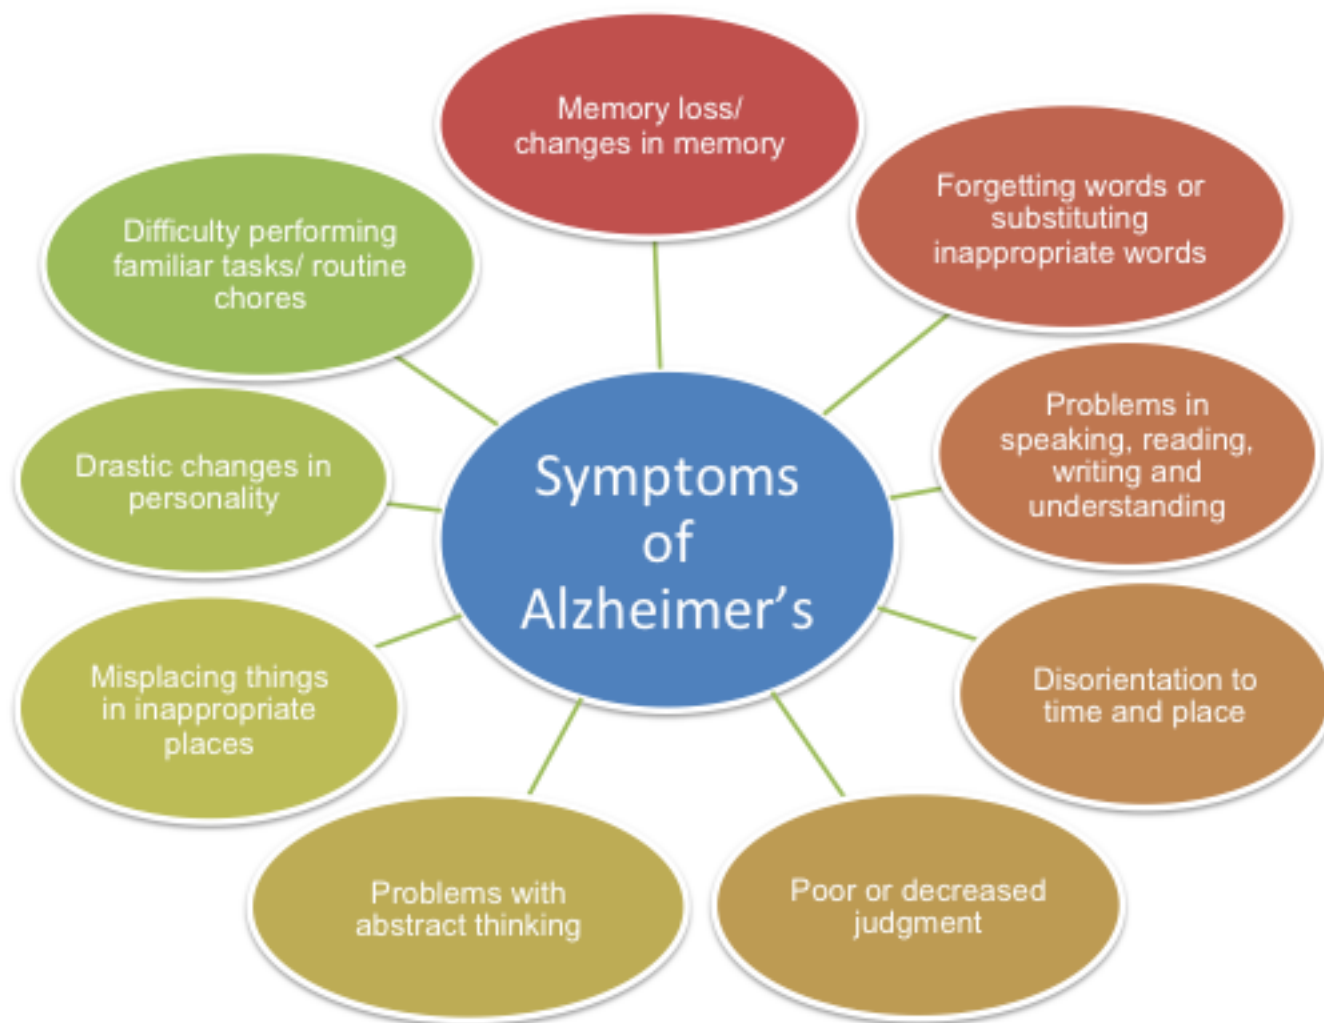 Symptoms
of
Alzheimer’s
Memory loss/
changes in memory
Forgetting words or
substituting
inappropriate words
Problems in
speaking, reading,
writing and
understanding
Disorientation to
time and place
Poor or decreased
judgment
Problems with
abstract thinking
Misplacing things
in inappropriate
places
Drastic changes in
personality
Difficulty performing
familiar tasks/ routine
chores